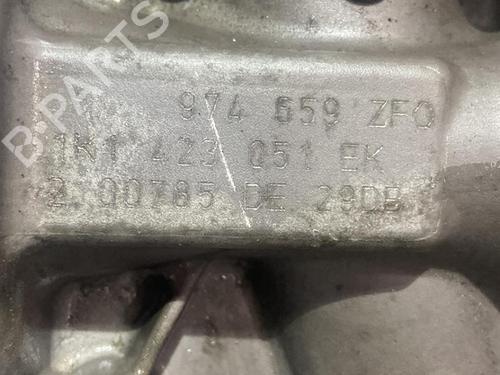 B-PARTS
974 659 ZFO
1K1 423 051 EK
2 00785 DE 29DB